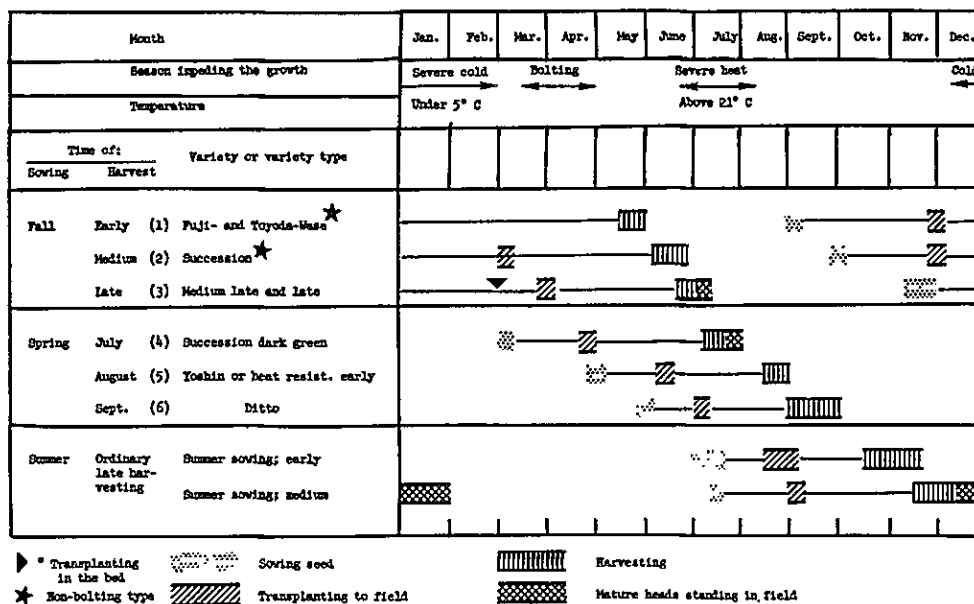 Month Jan. Feb. Mar. Apr. May June July Aug. Sept. Oct. Nov. Dec.
Season impeding the growth Severe cold Bolting Severe heat Cold
Temperature Under 5° C Above 21° C
Time of: Variety or variety type
Sowing Harvest
Fall Early (1) Fuji- and Toyoda-Wase
Medium (2) Succession
Late (3) Medium late and late
Spring July (4) Succession dark green
August (5) Yoshin or heat resist. early
Sept. (6) Ditto
Summer Ordinary Summer sowing; early
late har-
vesting Summer sowing; medium
Transplanting Sowing seed Harvesting
in the bed
Non-bolting type Transplanting to field Mature heads standing in field